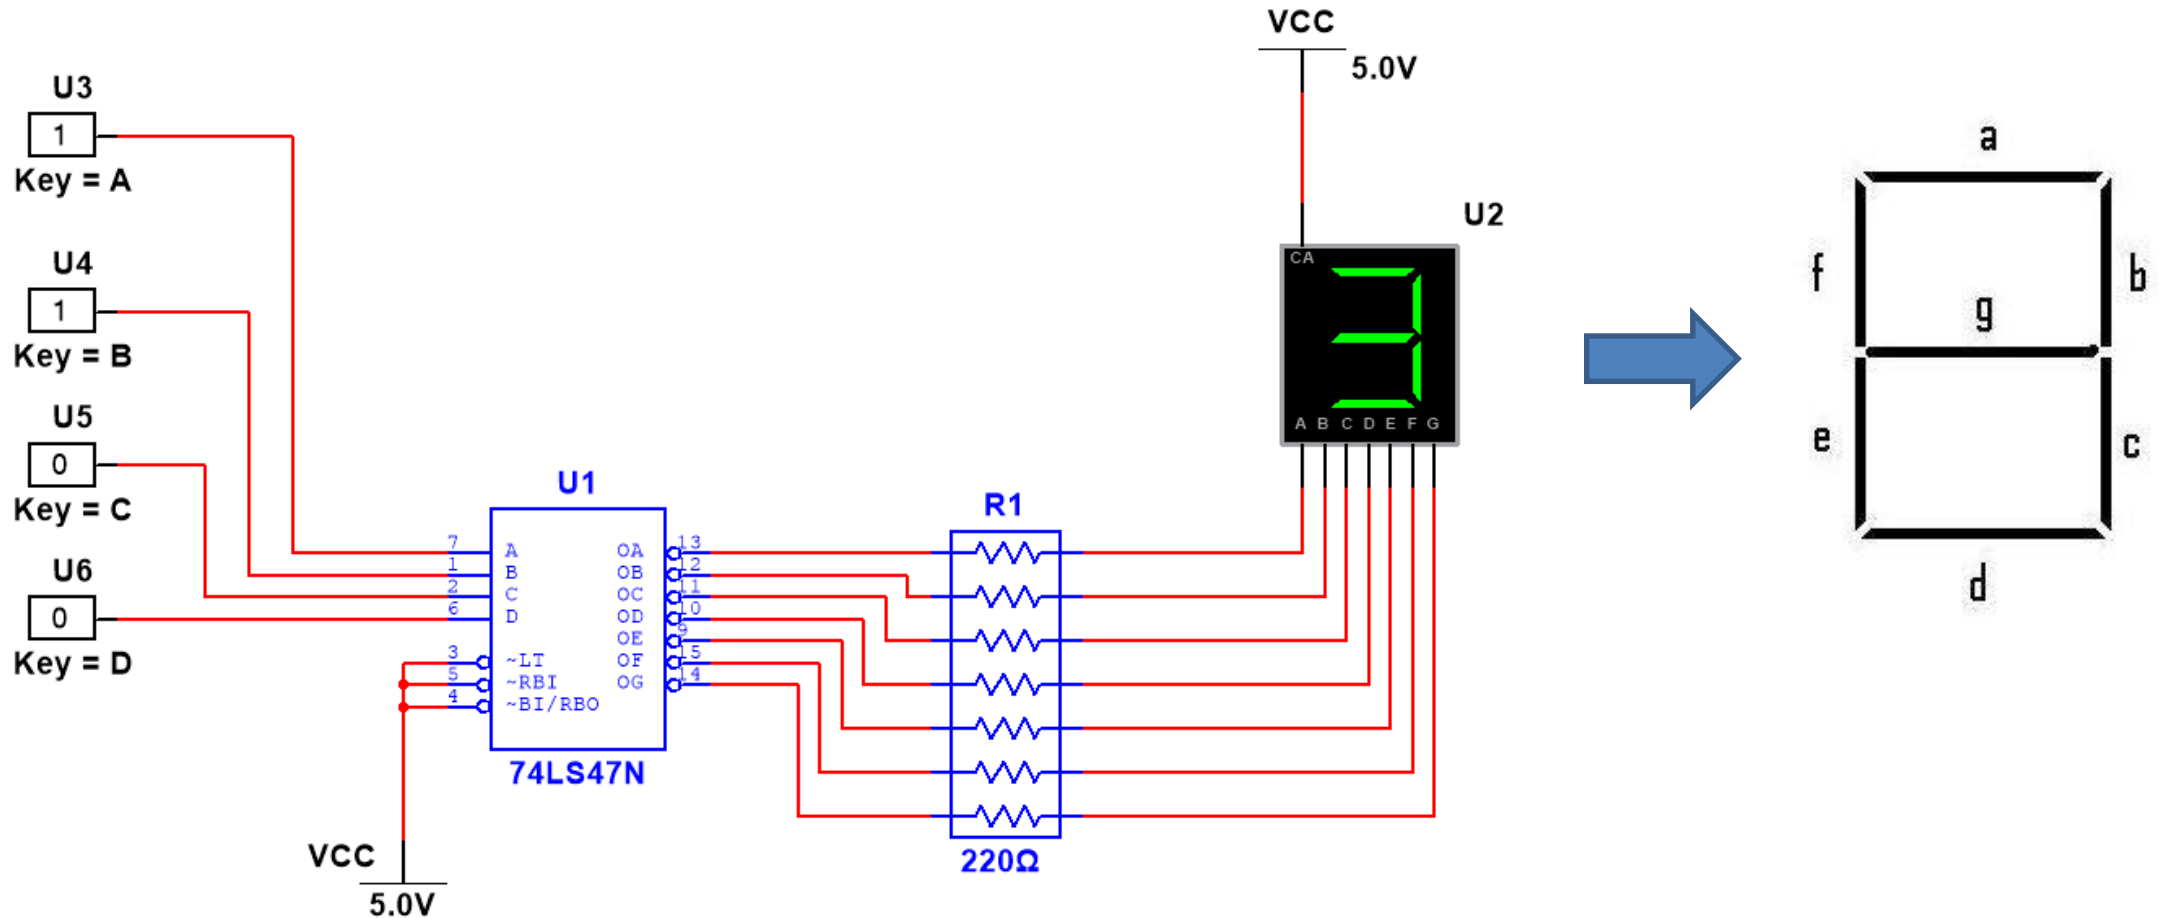 VCC
5.0V
U3
1
Key = A
U4
1
Key = B
U5
0
Key = C
U6
0
Key = D
U1
7 A OA 13
1 B OB 12
2 C OC 11
6 D OD 10
OE 9
3 ~LT OF 15
5 ~RBI OG 14
4 ~BI/RBO
74LS47N
VCC
5.0V
R1
220Ω
U2
CA
3
A B C D E F G
a
f b
g
e c
d